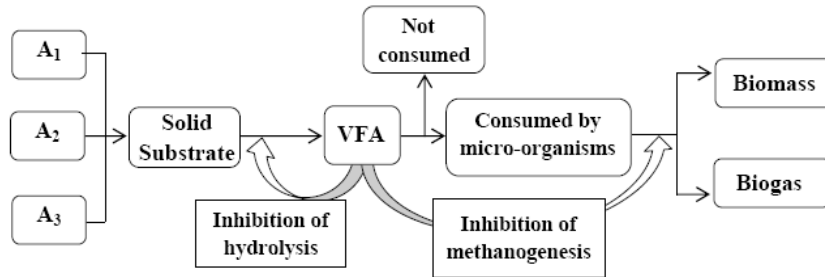 A1
A2
A3
Solid
Substrate
VFA
Not
consumed
Consumed by
micro-organisms
Biomass
Biogas
Inhibition of
hydrolysis
Inhibition of
methanogenesis